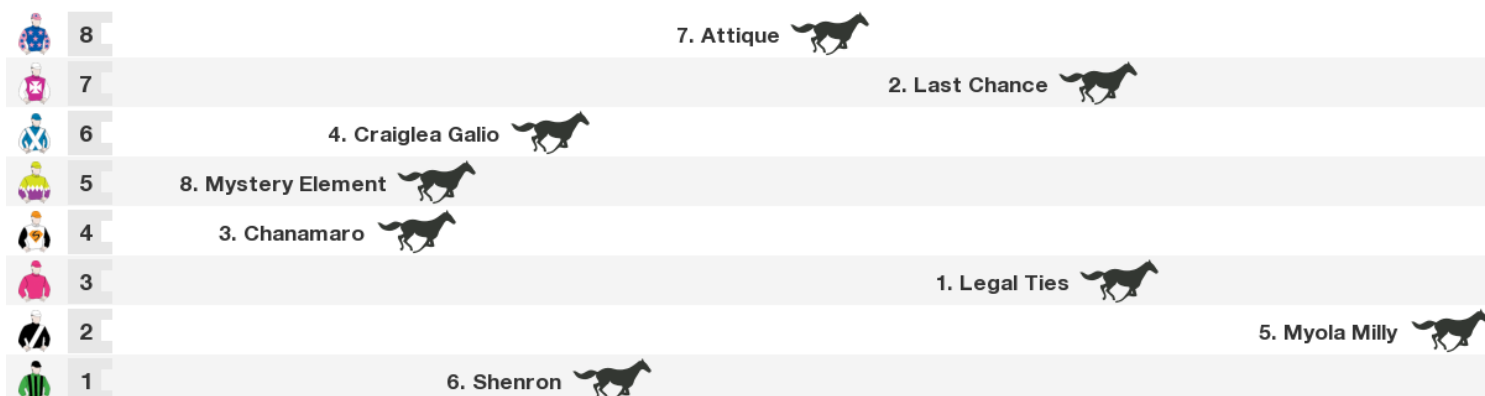 8 7. Attique
7 2. Last Chance
6 4. Craiglea Galio
5 8. Mystery Element
4 3. Chanamaro
3 1. Legal Ties
2 5. Myola Milly
1 6. Shenron